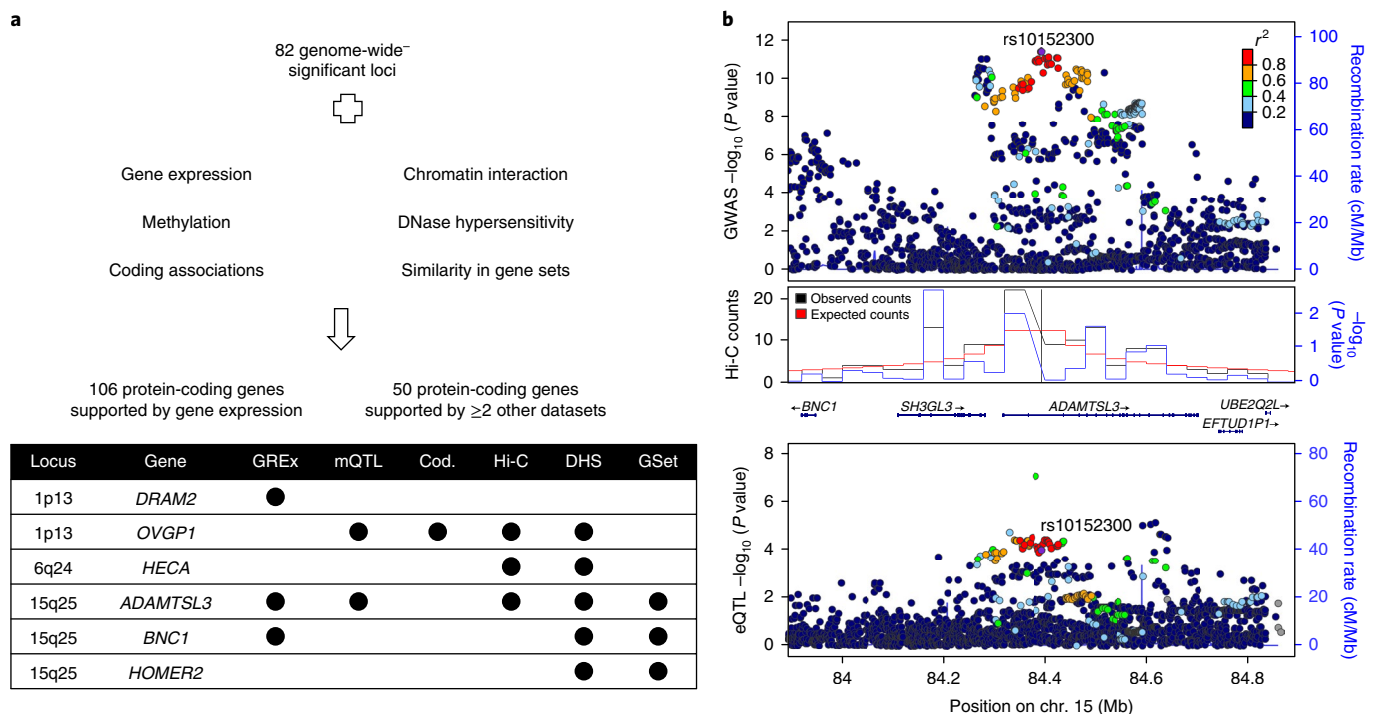 a
82 genome-wide–
significant loci
Gene expression
Chromatin interaction
Methylation
DNase hypersensitivity
Coding associations
Similarity in gene sets
106 protein-coding genes
supported by gene expression
50 protein-coding genes
supported by ≥2 other datasets
Locus Gene GREx mQTL Cod. Hi-C DHS GSet
1p13 DRAM2
1p13 OVGP1
6q24 HECA
15q25 ADAMTSL3
15q25 BNC1
15q25 HOMER2
b
GWAS –log10 (P value)
12
10
8
6
4
2
0
rs10152300
r2
0.8
0.6
0.4
0.2
100
80
60
40
20
0
Recombination rate (cM/Mb)
Hi-C counts
20
10
0
Observed counts
Expected counts
2
1
0
–log10
(P value)
←BNC1
SH3GL3→
ADAMTSL3→
UBE2Q2L→
EFTUD1P1→
eQTL –log10 (P value)
8
6
4
2
0
rs10152300
80
60
40
20
0
Recombination rate (cM/Mb)
84 84.2 84.4 84.6 84.8
Position on chr. 15 (Mb)